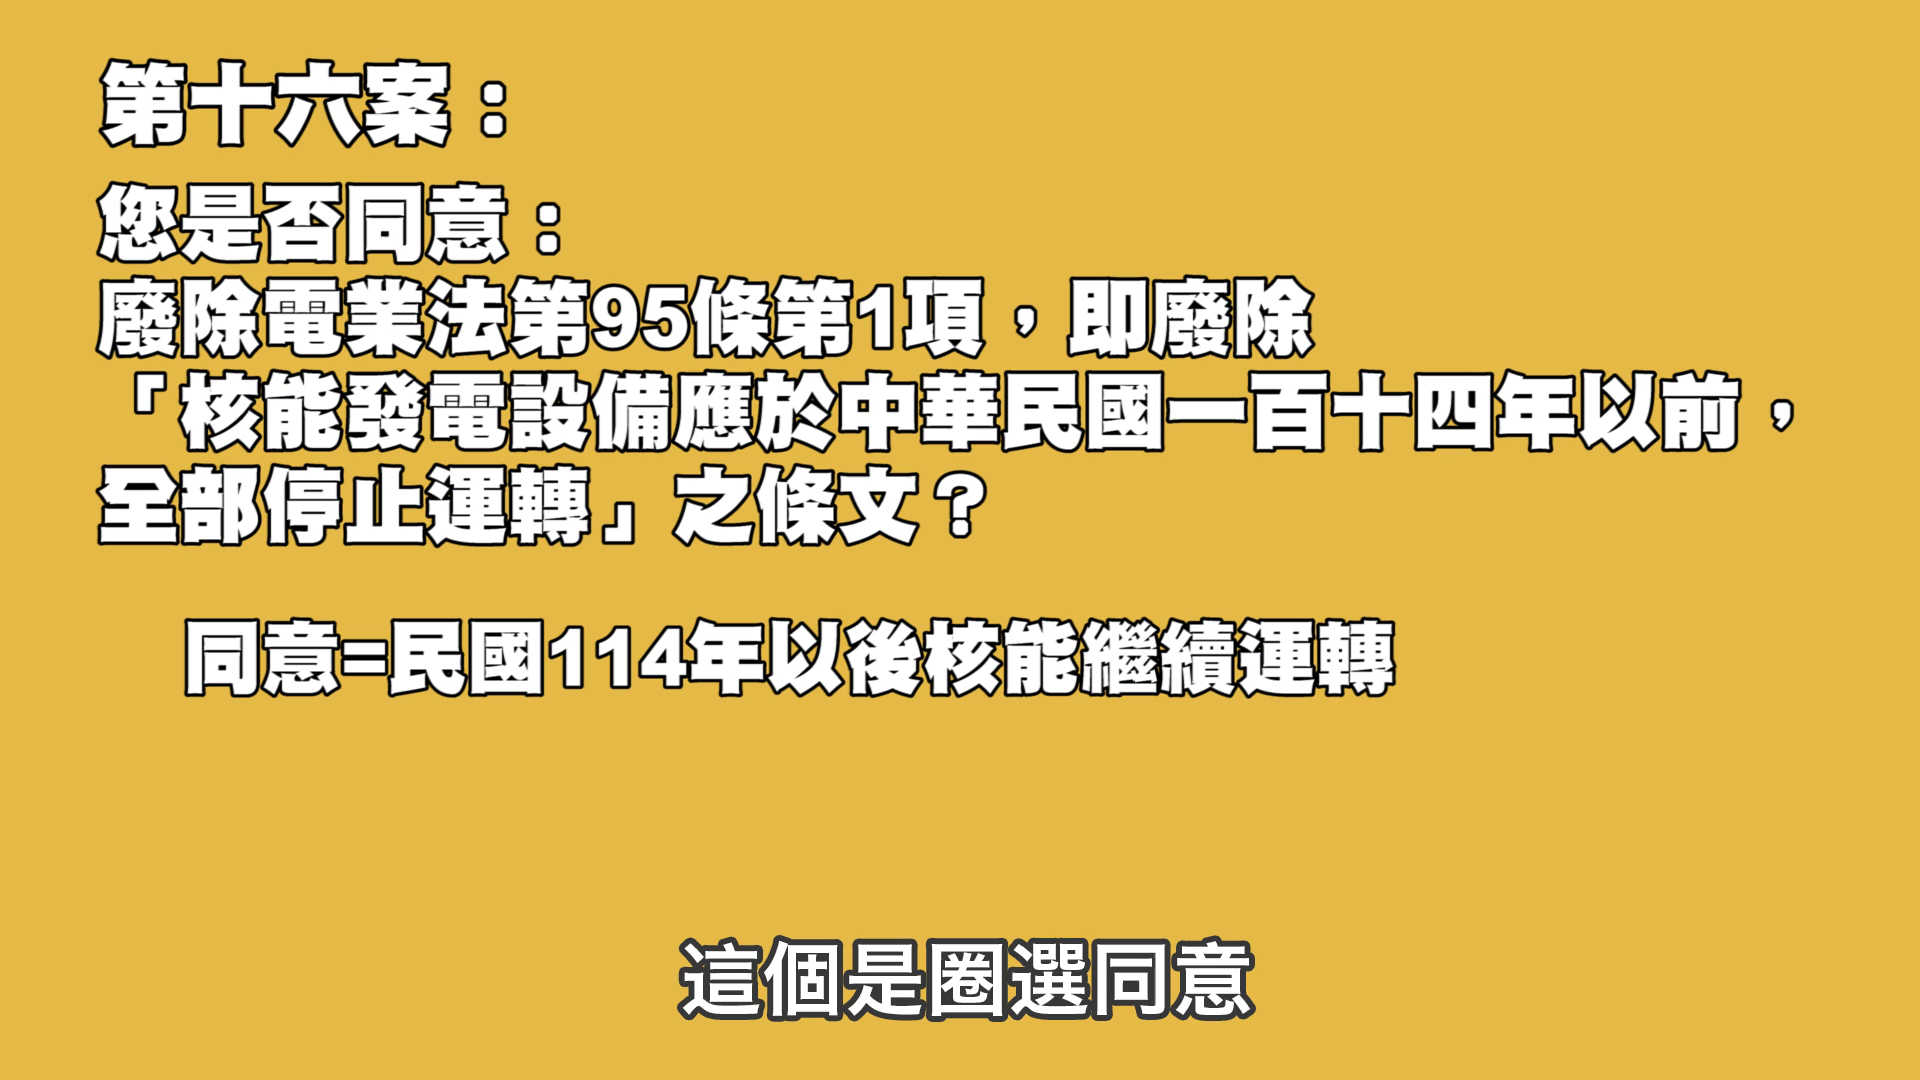 第十六案：
您是否同意：
廢除電業法第95條第1項，即廢除
「核能發電設備應於中華民國一百十四年以前，
全部停止運轉」之條文？
同意=民國114年以後核能繼續運轉
這個是圈選同意